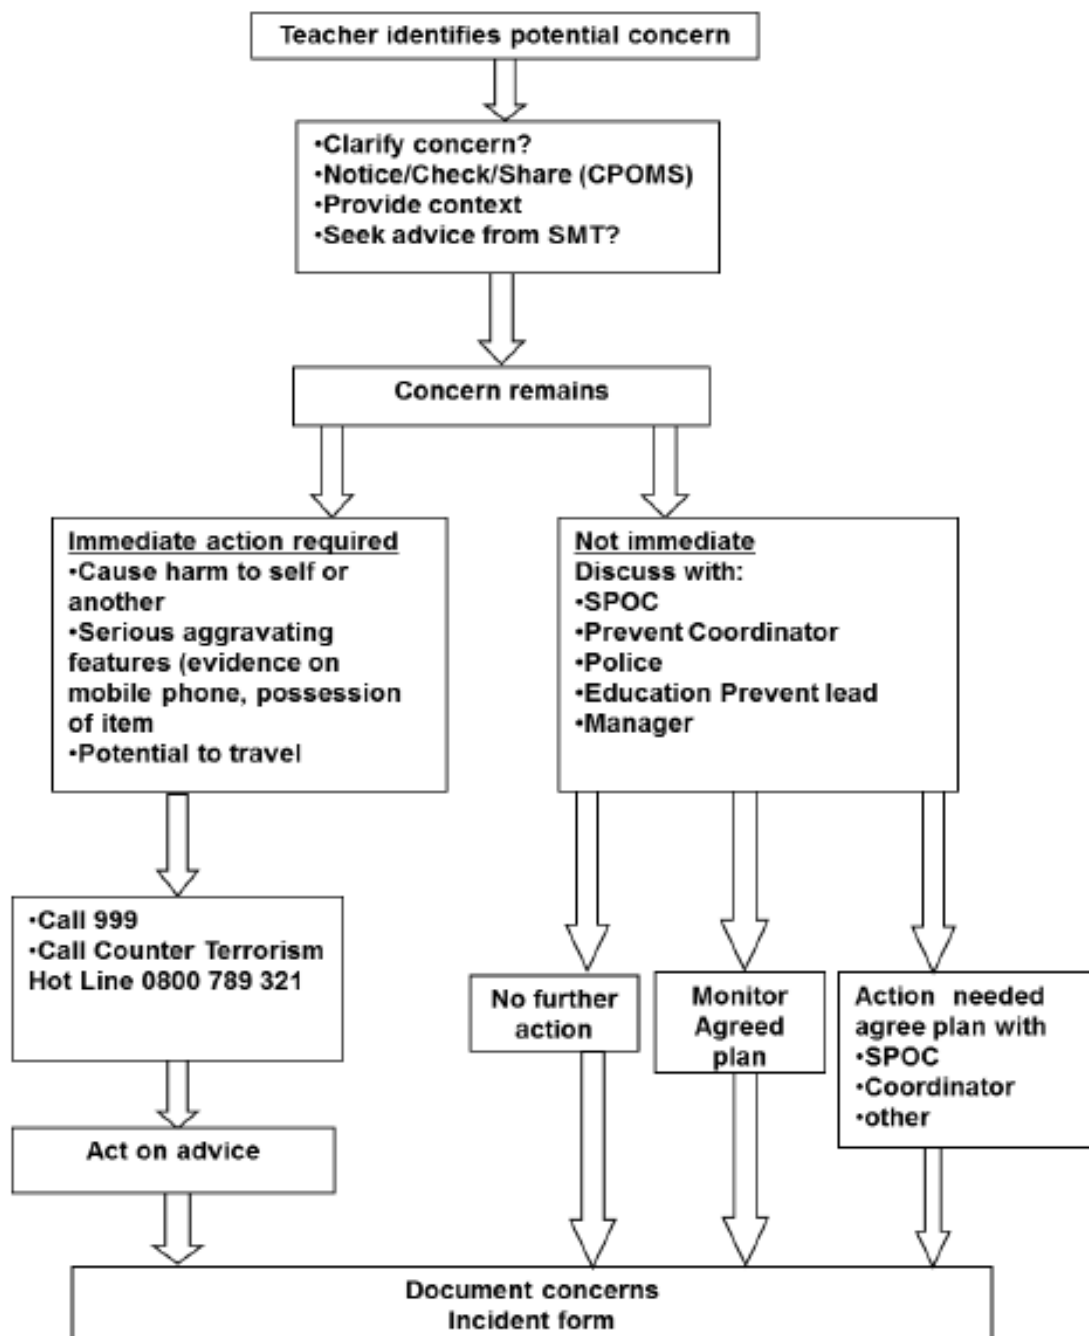 Teacher identifies potential concern
•Clarify concern?
•Notice/Check/Share (CPOMS)
•Provide context
•Seek advice from SMT?
Concern remains
Immediate action required
•Cause harm to self or
another
•Serious aggravating
features (evidence on
mobile phone, possession
of item
•Potential to travel
Not immediate
Discuss with:
•SPOC
•Prevent Coordinator
•Police
•Education Prevent lead
•Manager
•Call 999
•Call Counter Terrorism
Hot Line 0800 789 321
No further
action
Monitor
Agreed
plan
Action needed
agree plan with
•SPOC
•Coordinator
•other
Act on advice
Document concerns
Incident form